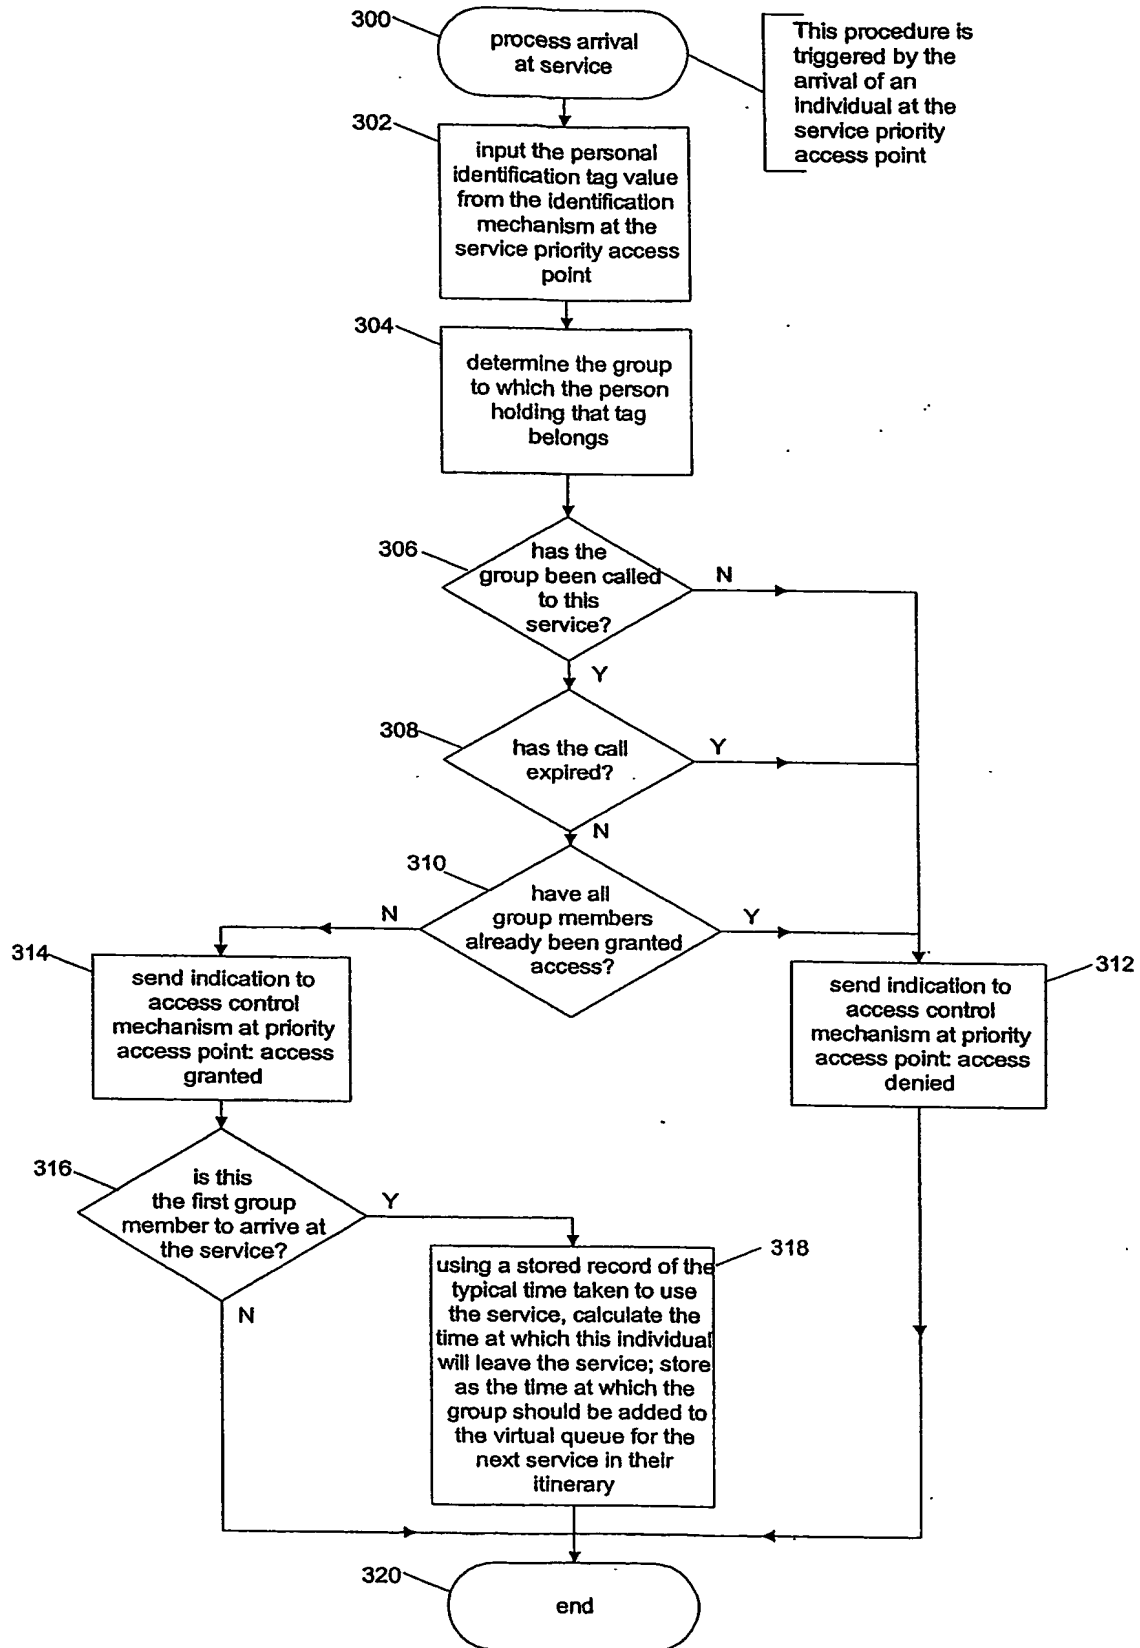 300
process arrival
at service
This procedure is
triggered by the
arrival of an
individual at the
service priority
access point
302
input the personal
identification tag value
from the identification
mechanism at the
service priority access
point
304
determine the group
to which the person
holding that tag
belongs
306
has the
group been called
to this
service?
N
Y
308
has the call
expired?
Y
N
310
have all
group members
already been granted
access?
N
Y
314
send indication to
access control
mechanism at priority
access point: access
granted
312
send indication to
access control
mechanism at priority
access point: access
denied
316
is this
the first group
member to arrive at
the service?
Y
N
318
using a stored record of the
typical time taken to use
the service, calculate the
time at which this individual
will leave the service; store
as the time at which the
group should be added to
the virtual queue for the
next service in their
itinerary
320
end